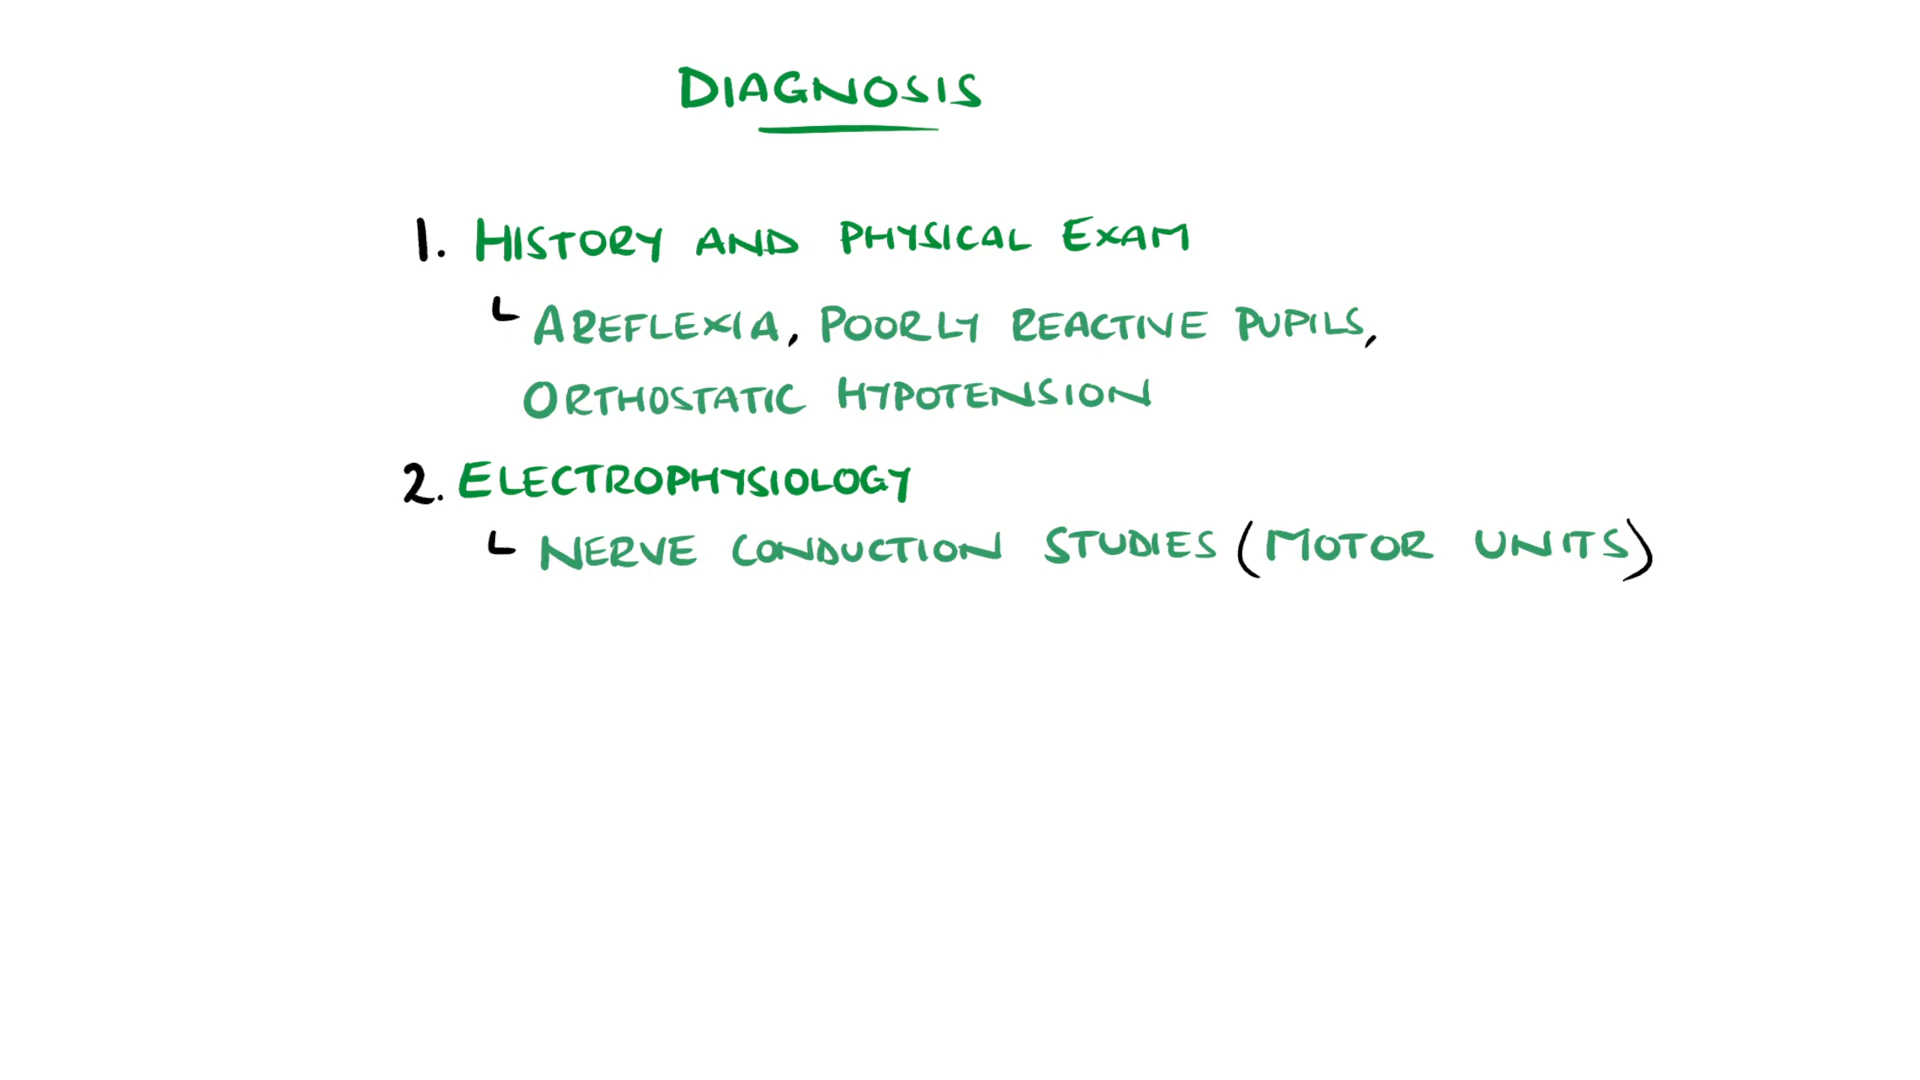 DIAGNOSIS
1. HISTORY AND PHYSICAL EXAM
AREFLEXIA, POORLY REACTIVE PUPILS,
ORTHOSTATIC HYPOTENSION
2. ELECTROPHYSIOLOGY
NERVE CONDUCTION STUDIES (MOTOR UNITS)